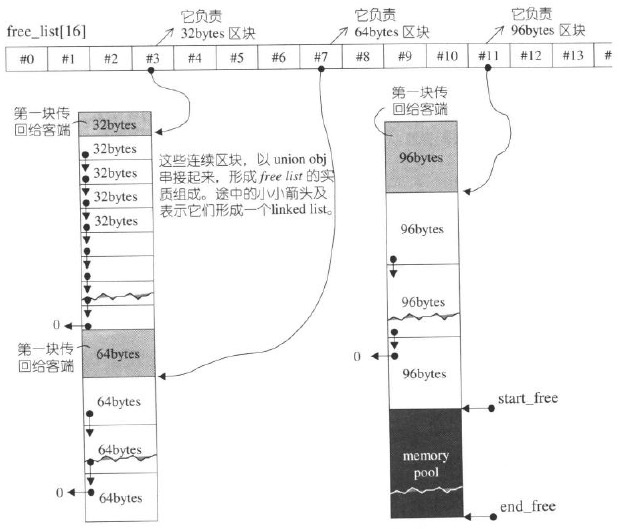 它负责
32bytes 区块
它负责
64bytes 区块
它负责
96bytes 区块
free_list[16]
#0 #1 #2 #3 #4 #5 #6 #7 #8 #9 #10 #11 #12 #13 #
第一块传
回给客端
32bytes
32bytes
32bytes
32bytes
32bytes
0
这些连续区块，以 union obj
串接起来，形成 free list 的实
质组成。途中的小小箭头及
表示它们形成一个linked list。
第一块传
回给客端
64bytes
64bytes
64bytes
0
64bytes
第一块传
回给客端
96bytes
96bytes
96bytes
0
96bytes
start_free
memory
pool
end_free